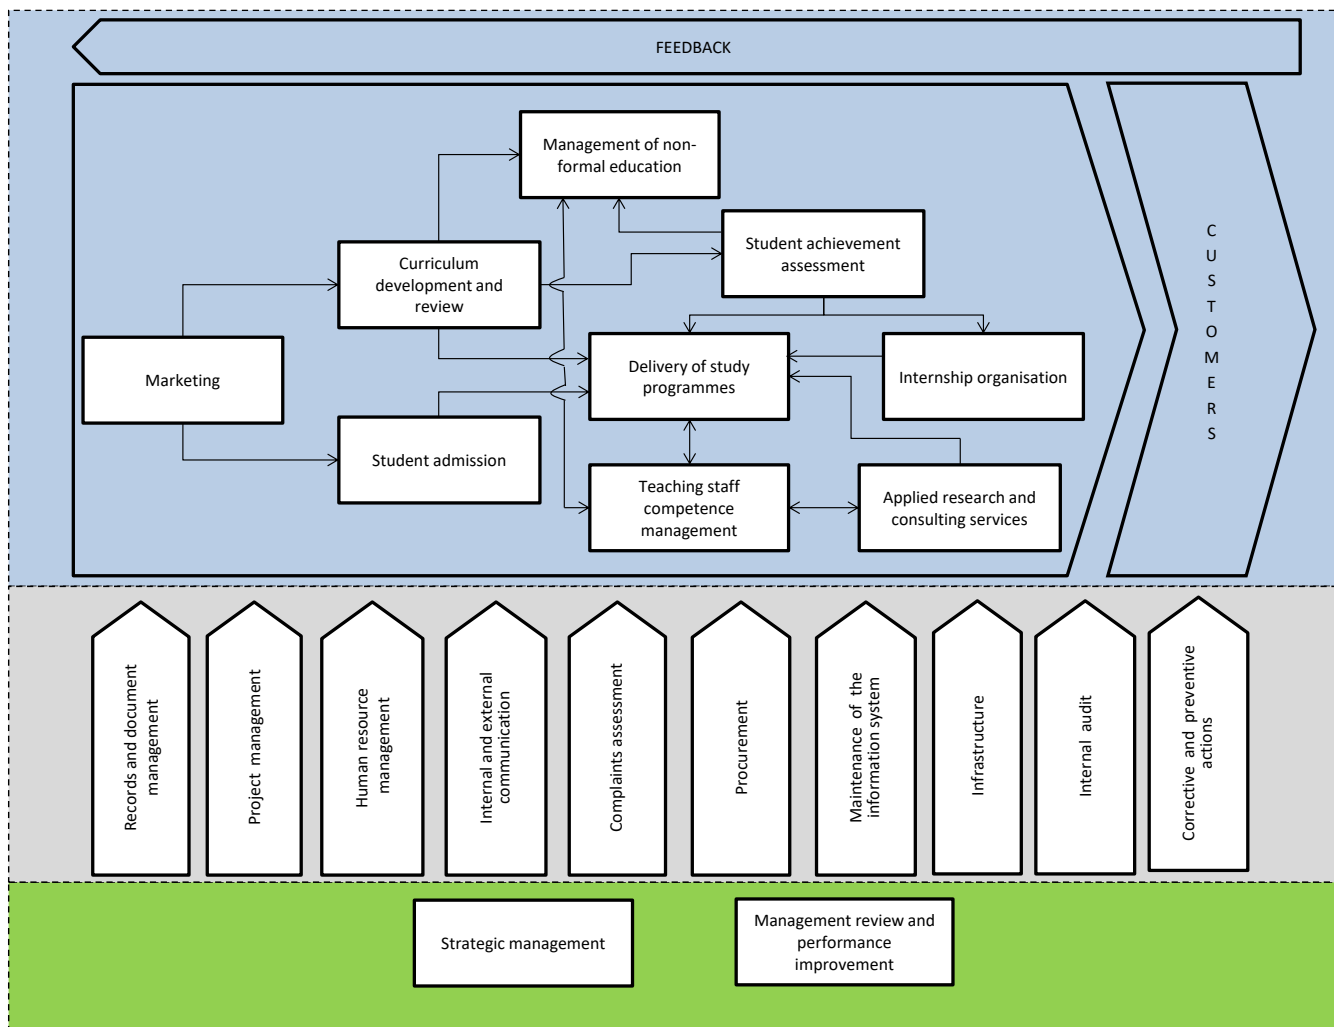 FEEDBACK
Management of non-
formal education
Student achievement
assessment
Curriculum
development and
review
Marketing
Delivery of study
programmes
Internship organisation
Student admission
Teaching staff
competence
management
Applied research and
consulting services
C
U
S
T
O
M
E
R
S
Records and document
management
Project management
Human resource
management
Internal and external
communication
Complaints assessment
Procurement
Maintenance of the
information system
Infrastructure
Internal audit
Corrective and preventive
actions
Strategic management
Management review and
performance
improvement